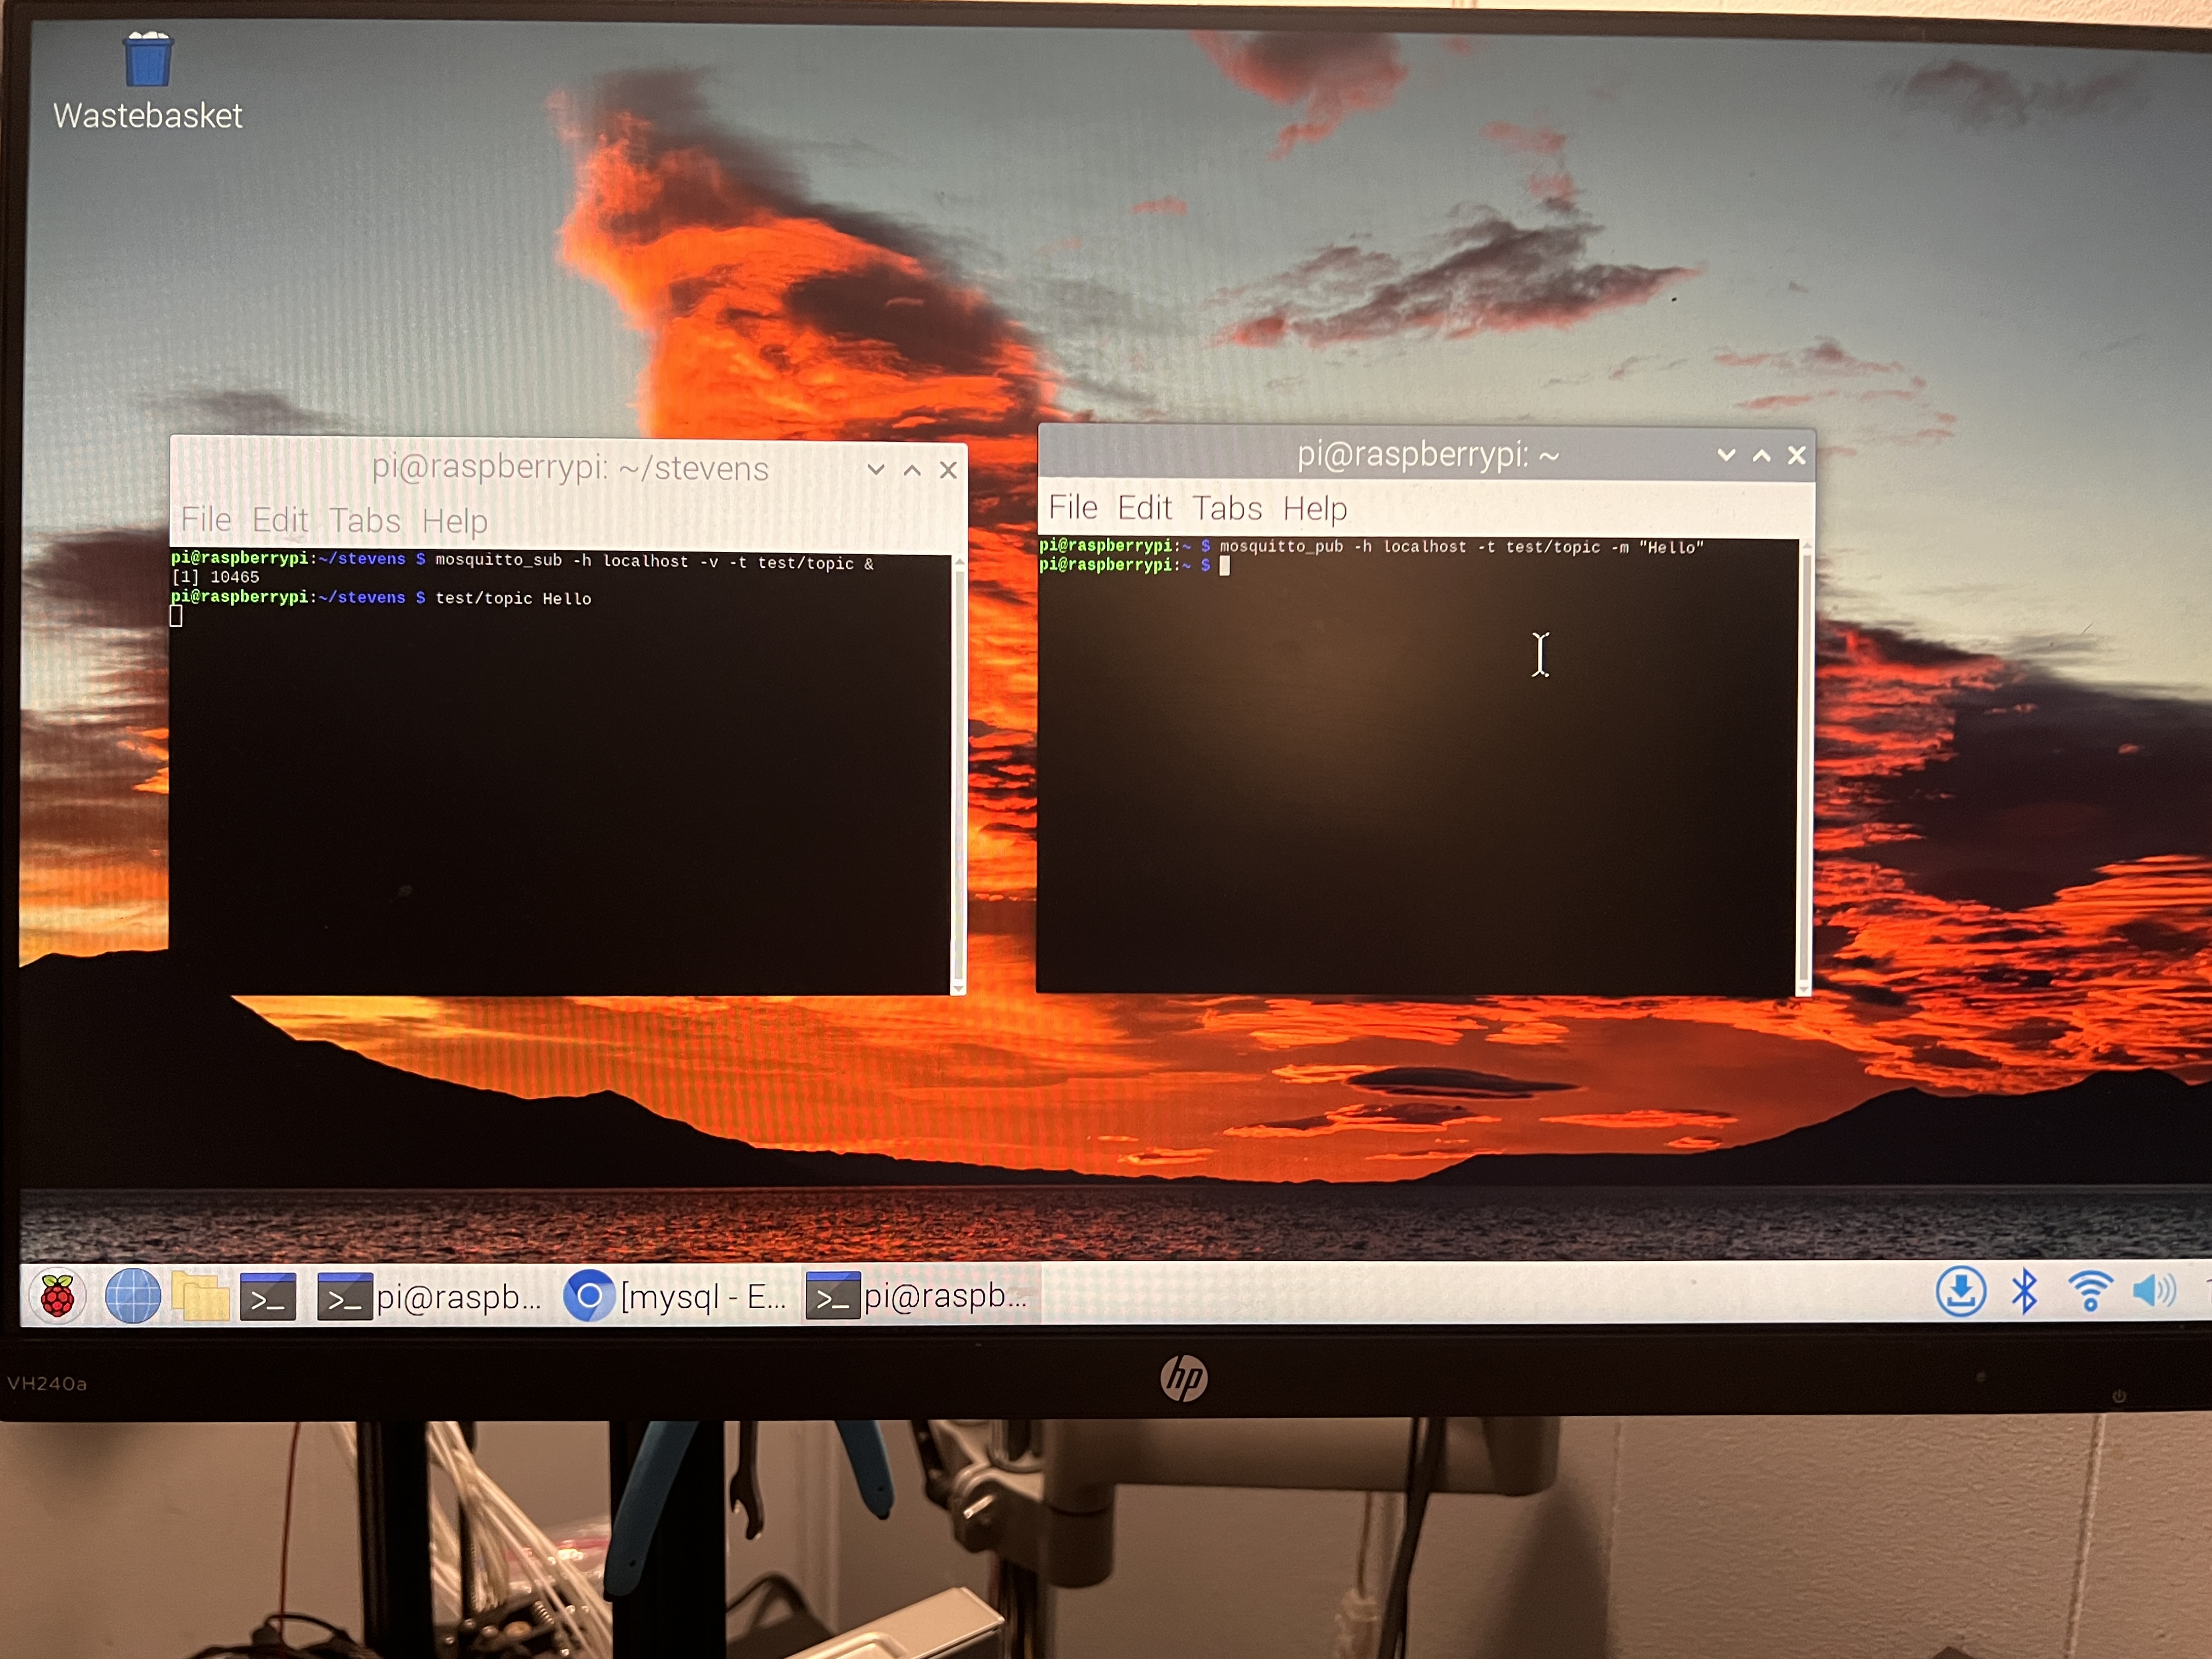 Wastebasket
pi@raspberrypi: ~/stevens
File Edit Tabs Help
pi@raspberrypi:~/stevens $ mosquitto_sub -h localhost -v -t test/topic &
[1] 10465
pi@raspberrypi:~/stevens $ test/topic Hello
pi@raspberrypi: ~
File Edit Tabs Help
pi@raspberrypi:~ $ mosquitto_pub -h localhost -t test/topic -m "Hello"
pi@raspberrypi:~ $
>_ >_ pi@raspb... [mysql - E... >_ pi@raspb...
VH240a
hp